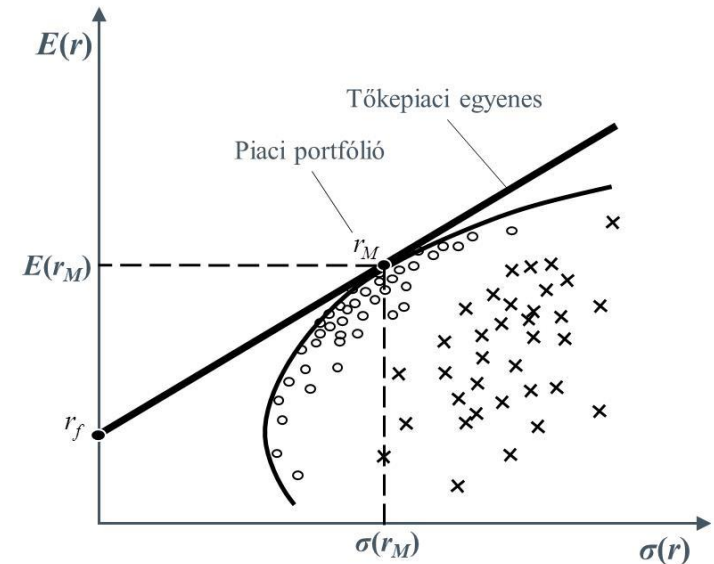 E(r)
Tőkepiaci egyenes
Piaci portfólió
r_M
E(r_M)
r_f
σ(r_M)
σ(r)